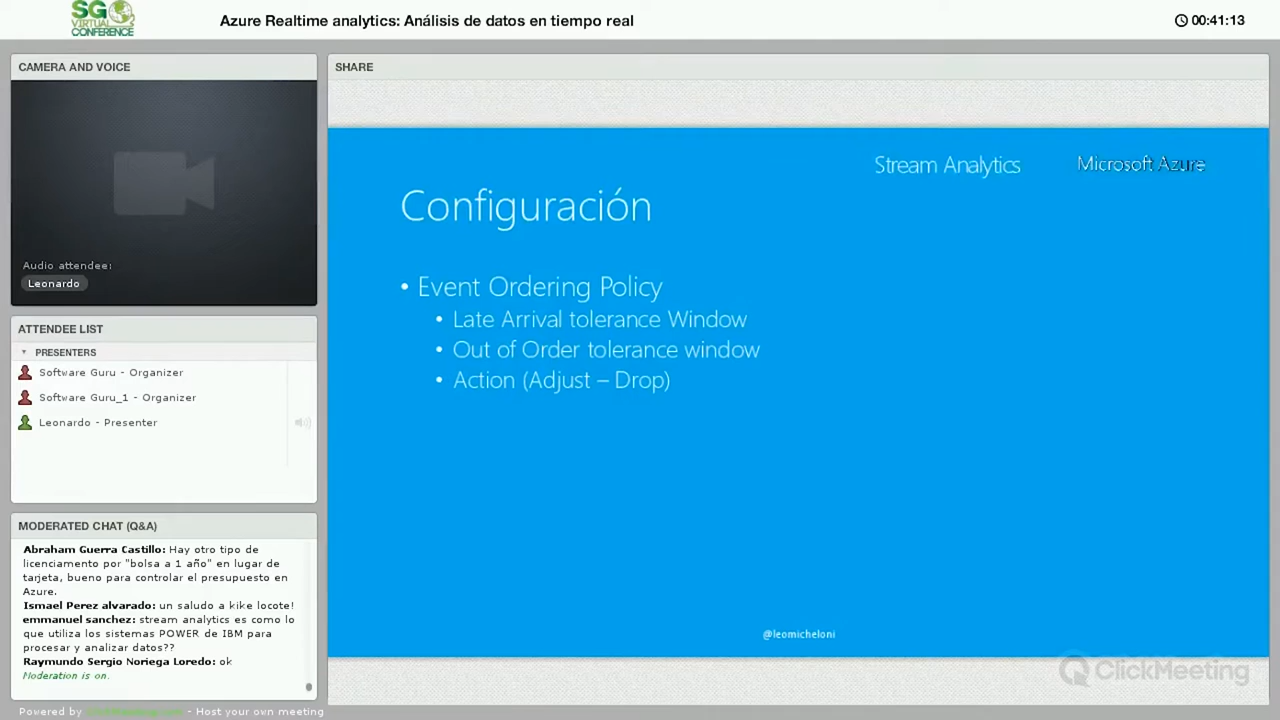 SG
VIRTUAL
CONFERENCE
Azure Realtime analytics: Análisis de datos en tiempo real
00:41:13
CAMERA AND VOICE
Audio attendee:
Leonardo
ATTENDEE LIST
PRESENTERS
Software Guru - Organizer
Software Guru_1 - Organizer
Leonardo - Presenter
MODERATED CHAT (Q&A)
Abraham Guerra Castillo: Hay otro tipo de
licenciamento por "bolsa a 1 año" en lugar de
tarjeta, bueno para controlar el presupuesto en
Azure.
Ismael Perez alvarado: un saludo a kike locote!
emmanuel sanchez: stream analytics es como lo
que utiliza los sistemas POWER de IBM para
procesar y analizar datos??
Raymundo Sergio Noriega Loredo: ok
Moderation is on.
Powered by ClickMeeting.com - Host your own meeting
SHARE
Stream Analytics
Microsoft Azure
Configuración
• Event Ordering Policy
• Late Arrival tolerance Window
• Out of Order tolerance window
• Action (Adjust – Drop)
@leomicheloni
ClickMeeting